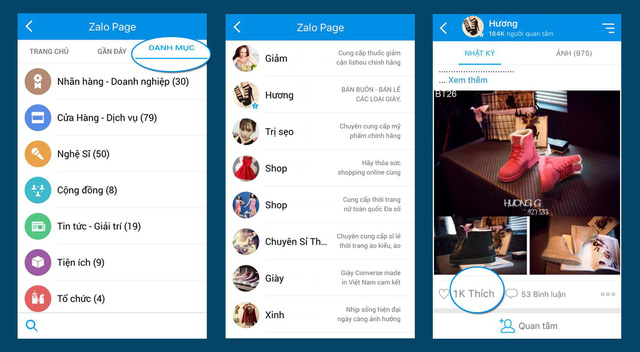 Zalo Page
TRANG CHỦ
GẦN ĐÂY
DANH MỤC
Nhãn hàng - Doanh nghiệp (30)
Cửa Hàng - Dịch vụ (79)
Nghệ Sĩ (50)
Cộng đồng (8)
Tin tức - Giải trí (19)
Tiện ích (9)
Tổ chức (4)
Zalo Page
Giảm
Cung cấp thuốc giảm
cân lishou chính hãng
Hương
BÁN BUÔN - BÁN LẺ
CÁC LOẠI GIÀY,
Trị sẹo
Chuyên cung cấp mỹ
phẩm chính hãng
Shop
Hãy thỏa sức
shopping online cùng
Shop
Cung cấp thời trang
nữ toàn quốc Đa số
Chuyên Sỉ Th...
Chuyên cung cấp sỉ lẻ
thời trang áo kiểu, áo
Giày
Giày Converse made
in Việt Nam cam kết
Xinh
Nhịp sống hiện đại
ngày càng ảnh hưởng
Hương
184K người quan tâm
NHẬT KÝ
ẢNH (975)
... Xem thêm
BT26
HƯƠNG G
1K Thích
53 Bình luận
Quan tâm